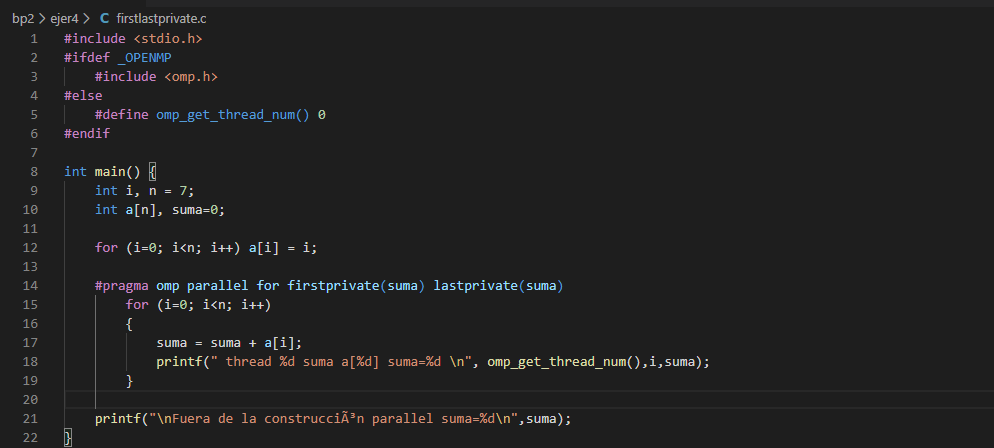 bp2 > ejer4 > C firstlastprivate.c
1 #include <stdio.h>
2 #ifdef _OPENMP
3     #include <omp.h>
4 #else
5     #define omp_get_thread_num() 0
6 #endif
7
8 int main() {
9     int i, n = 7;
10     int a[n], suma=0;
11
12     for (i=0; i<n; i++) a[i] = i;
13
14     #pragma omp parallel for firstprivate(suma) lastprivate(suma)
15         for (i=0; i<n; i++)
16         {
17             suma = suma + a[i];
18             printf(" thread %d suma a[%d] suma=%d \n", omp_get_thread_num(),i,suma);
19         }
20
21     printf("\nFuera de la construcciÃ³n parallel suma=%d\n",suma);
22 }